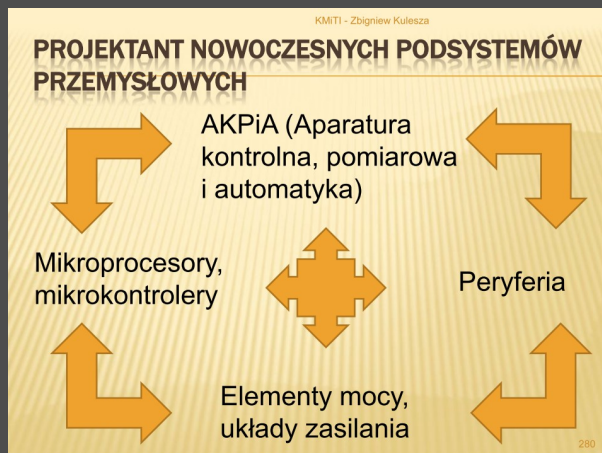 KMiTI - Zbigniew Kulesza
PROJEKTANT NOWOCZESNYCH PODSYSTEMÓW
PRZEMYSŁOWYCH
AKPiA (Aparatura
kontrolna, pomiarowa
i automatyka)
Mikroprocesory,
mikrokontrolery
Peryferia
Elementy mocy,
układy zasilania
280